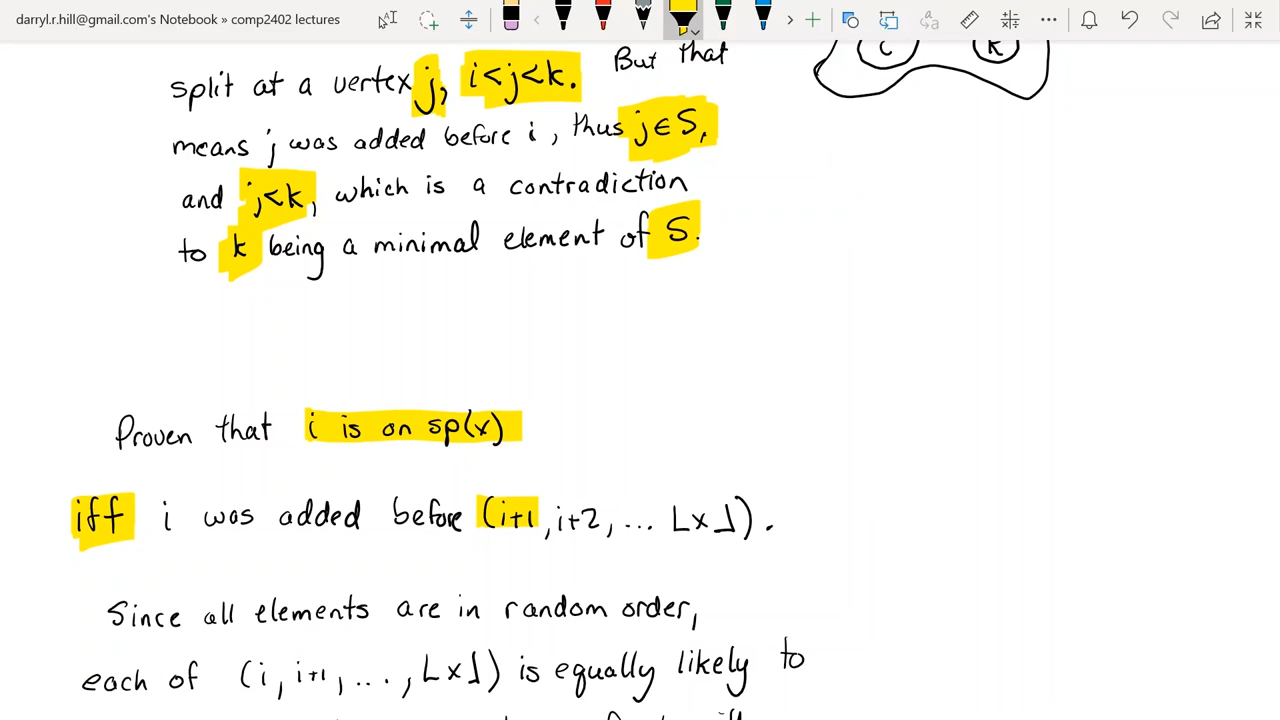 darryl.r.hill@gmail.com's Notebook » comp2402 lectures
split at a vertex j, i<j<k. But that
means j was added before i, thus j∈S,
and j<k, which is a contradiction
to k being a minimal element of S.
i k
Proven that i is on sp(x)
iff i was added before (i+1, i+2, ... ⌊x⌋).
Since all elements are in random order,
each of (i, i+1, ..., ⌊x⌋) is equally likely to